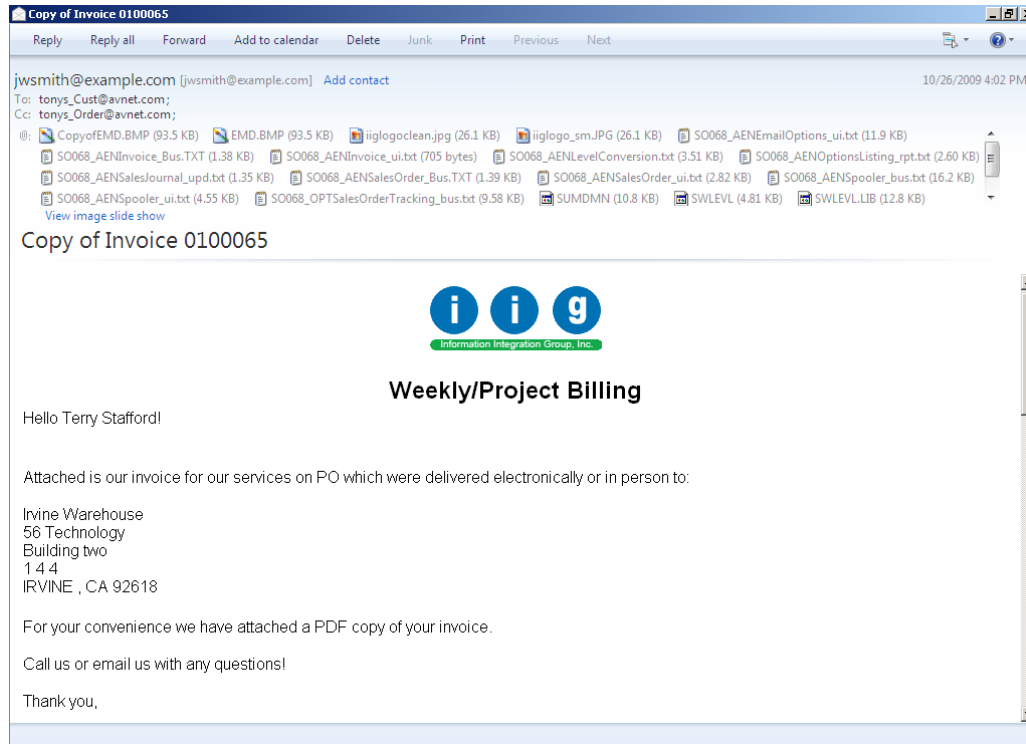 Copy of Invoice 0100065
Reply Reply all Forward Add to calendar Delete Junk Print Previous Next
jwsmith@example.com [jwsmith@example.com] Add contact 10/26/2009 4:02 PM
To: tonys_Cust@avnet.com;
Cc: tonys_Order@avnet.com;
CopyofEMD.BMP (93.5 KB) EMD.BMP (93.5 KB) iiglogoclean.jpg (26.1 KB) iiglogo_sm.JPG (26.1 KB) SO068_AENEmailOptions_ui.txt (11.9 KB)
SO068_AENInvoice_Bus.TXT (1.38 KB) SO068_AENInvoice_ui.txt (705 bytes) SO068_AENLevelConversion.txt (3.51 KB) SO068_AENOptionsListing_rpt.txt (2.60 KB)
SO068_AENSalesJournal_upd.txt (1.35 KB) SO068_AENSalesOrder_Bus.TXT (1.39 KB) SO068_AENSalesOrder_ui.txt (2.82 KB) SO068_AENSpooler_bus.txt (16.2 KB)
SO068_AENSpooler_ui.txt (4.55 KB) SO068_OPTSalesOrderTracking_bus.txt (9.58 KB) SUMDMN (10.8 KB) SWLEVL (4.81 KB) SWLEVL.LIB (12.8 KB)
View image slide show
Copy of Invoice 0100065
i i g
Information Integration Group, Inc.
Weekly/Project Billing
Hello Terry Stafford!
Attached is our invoice for our services on PO which were delivered electronically or in person to:
Irvine Warehouse
56 Technology
Building two
1 4 4
IRVINE , CA 92618
For your convenience we have attached a PDF copy of your invoice.
Call us or email us with any questions!
Thank you,